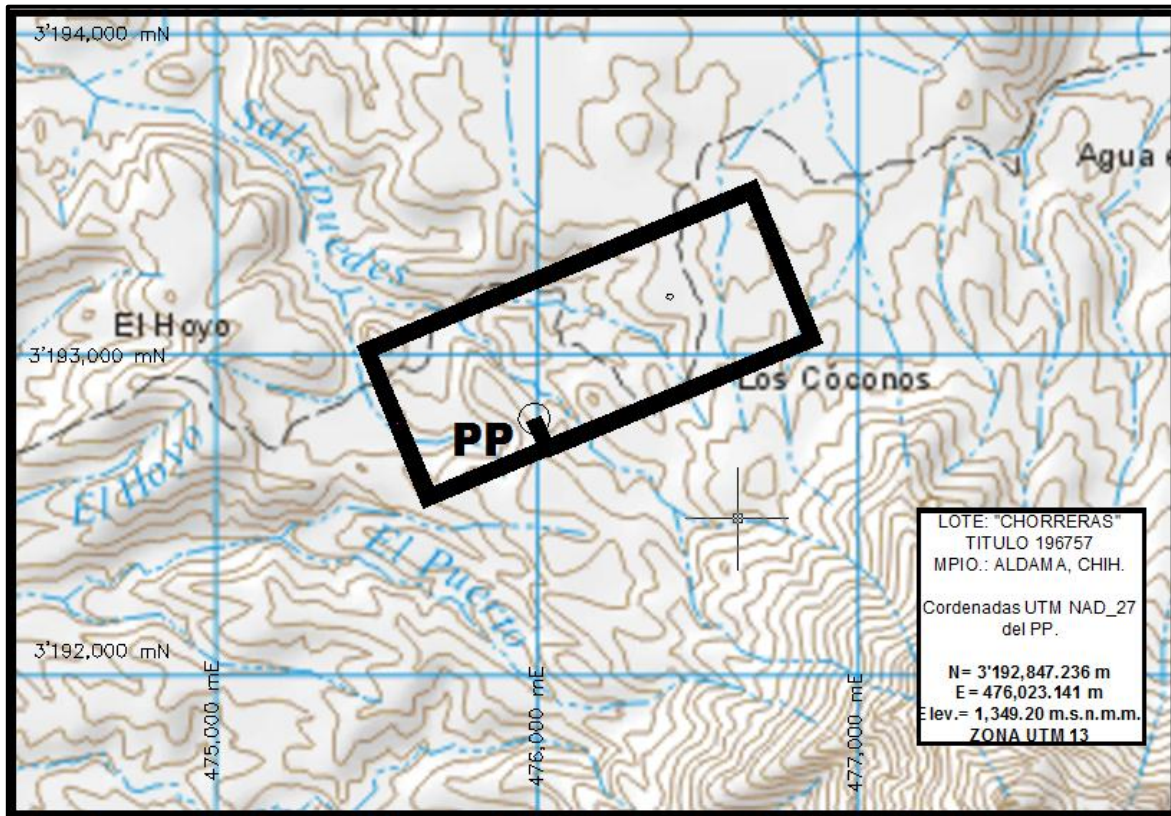 3'194,000 mN
Salsipuedes
Agua
El Hoyo
3'193,000 mN
Los Cóconos
PP
El Hoyo
El Puerto
3'192,000 mN
475,000 mE
476,000 mE
477,000 mE
LOTE: "CHORRERAS"
TITULO 196757
MPIO.: ALDAMA, CHIH.
Cordenadas UTM NAD_27
del PP.
N= 3'192,847.236 m
E= 476,023.141 m
Elev.= 1,349.20 m.s.n.m.m.
ZONA UTM 13